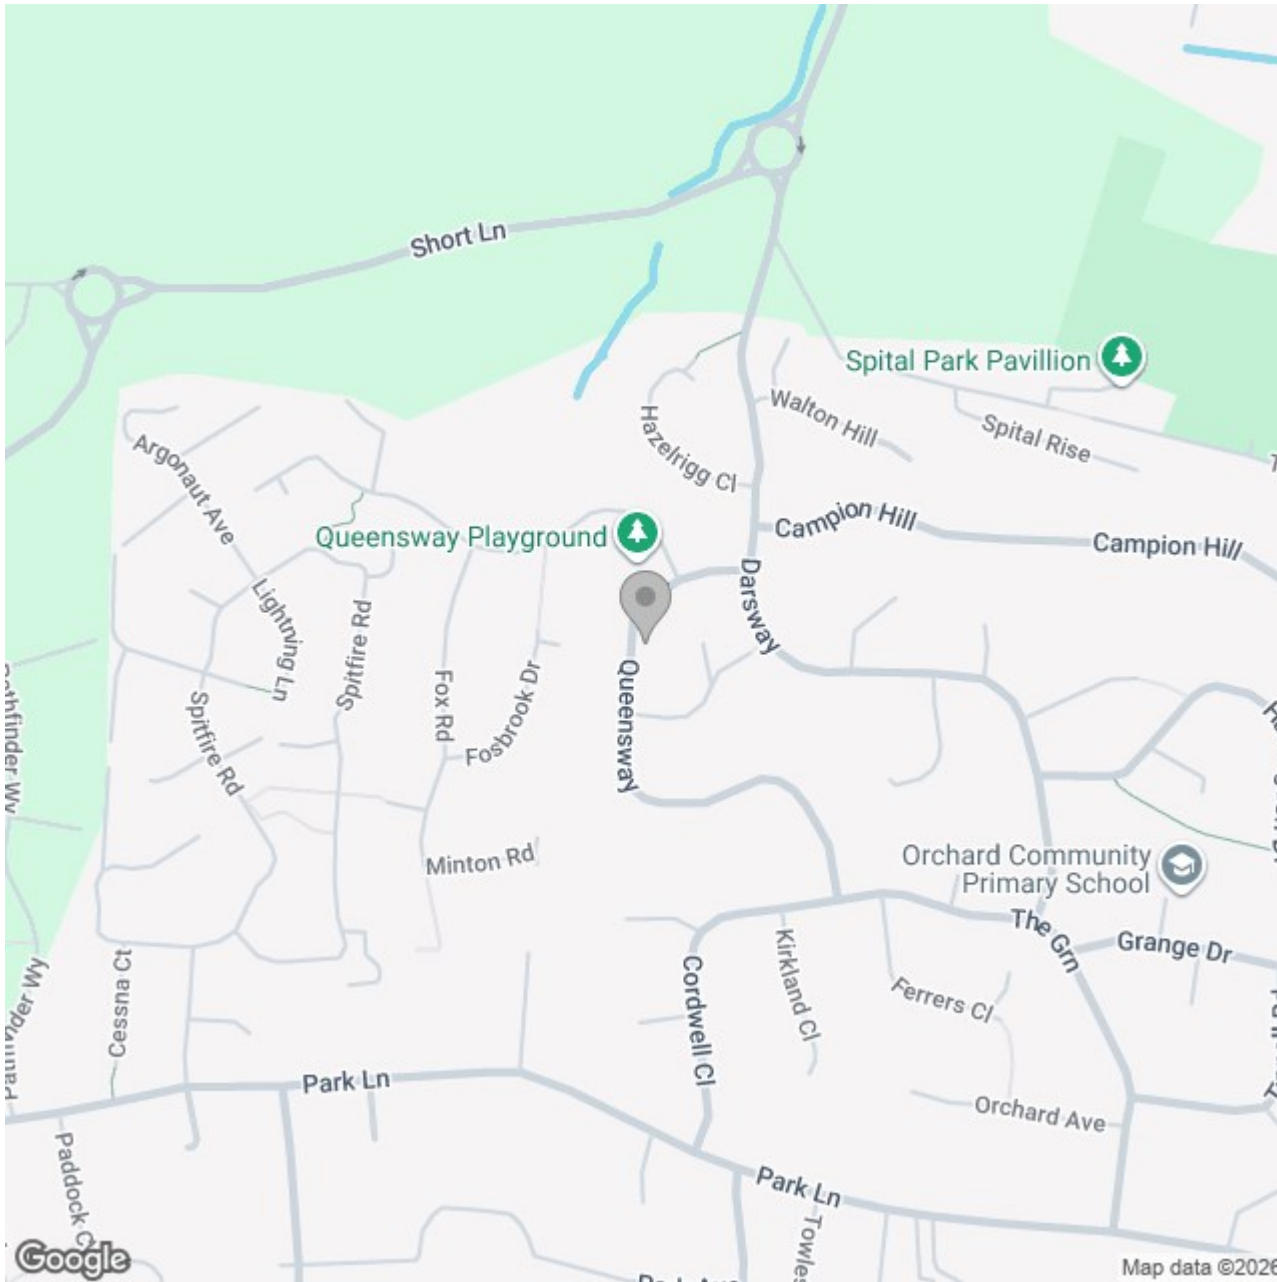 Short Ln
Spital Park Pavillion
Walton Hill
Spital Rise
Hazelrigg Cl
Argonaut Ave
Queensway Playground
Campion Hill
Campion Hill
Darsway
Lightning Ln
Spitfire Rd
Fox Rd
Fosbrook Dr
Queensway
Spitfire Rd
Minton Rd
Orchard Community
Primary School
The Grn
Grange Dr
Cessna Ct
Cordwell Cl
Kirkland Cl
Ferrers Cl
Orchard Ave
Park Ln
Park Ln
Paddock
Google
Map data ©2026